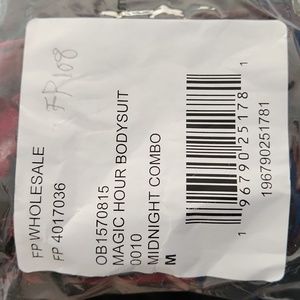 FR108
FP WHOLESALE
FP 4017036
OB1570815
MAGIC HOUR BODYSUIT
0010
MIDNIGHT COMBO
M
1 96790 25178 1
196790251781